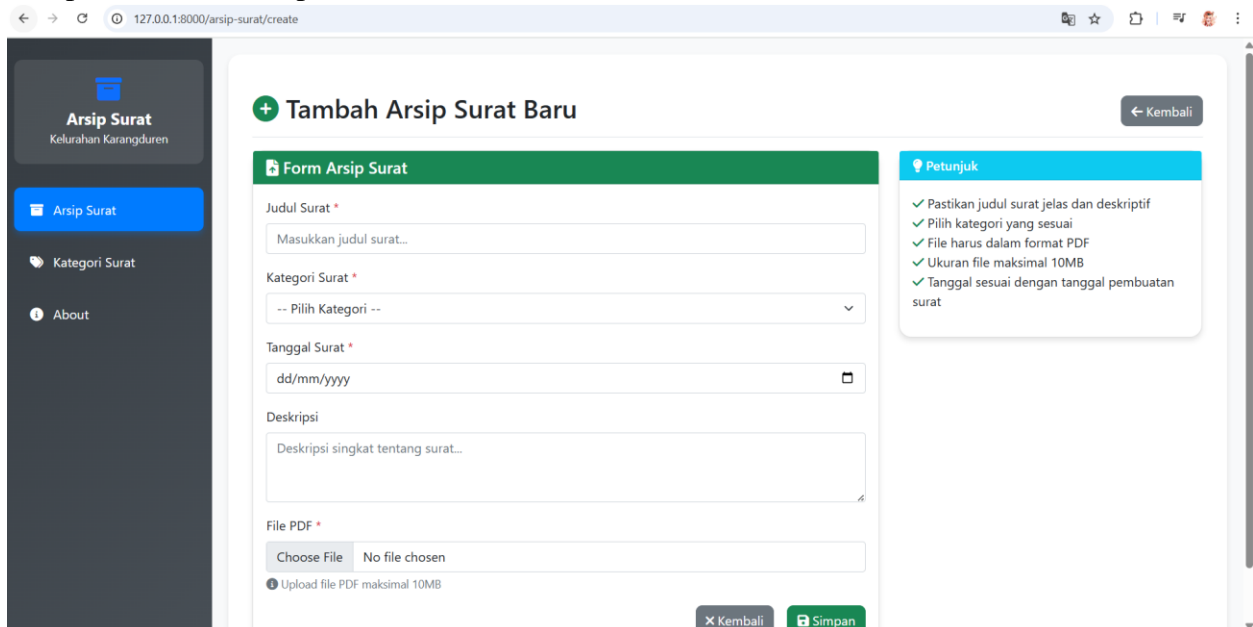 127.0.0.1:8000/arsip-surat/create
Arsip Surat
Kelurahan Karangduren
Arsip Surat
Kategori Surat
About
Tambah Arsip Surat Baru
Kembali
Form Arsip Surat
Judul Surat *
Masukkan judul surat...
Kategori Surat *
-- Pilih Kategori --
Tanggal Surat *
dd/mm/yyyy
Deskripsi
Deskripsi singkat tentang surat...
File PDF *
Choose File No file chosen
Upload file PDF maksimal 10MB
Kembali
Simpan
Petunjuk
Pastikan judul surat jelas dan deskriptif
Pilih kategori yang sesuai
File harus dalam format PDF
Ukuran file maksimal 10MB
Tanggal sesuai dengan tanggal pembuatan
surat